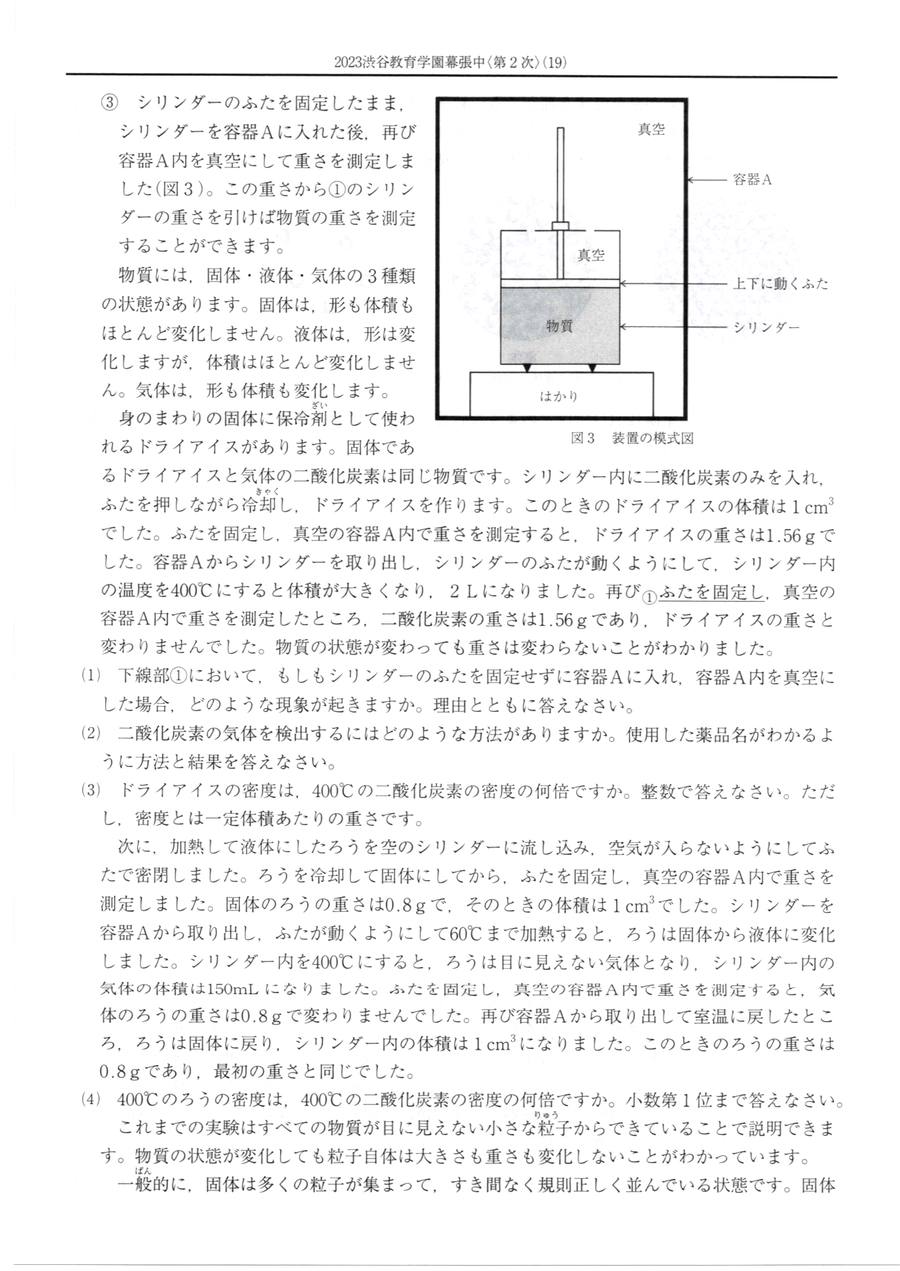 2023渋谷教育学園幕張中〈第2次〉(19)
③ シリンダーのふたを固定したまま，
シリンダーを容器Aに入れた後，再び
容器A内を真空にして重さを測定しま
した(図3)。この重さから①のシリン
ダーの重さを引けば物質の重さを測定
することができます。
物質には，固体・液体・気体の3種類
の状態があります。固体は，形も体積も
ほとんど変化しません。液体は，形は変
化しますが，体積はほとんど変化しませ
ん。気体は，形も体積も変化します。
身のまわりの固体に保冷剤として使わ
れるドライアイスがあります。固体であ
真空
容器A
真空
上下に動くふた
物質
シリンダー
はかり
図3 装置の模式図
るドライアイスと気体の二酸化炭素は同じ物質です。シリンダー内に二酸化炭素のみを入れ，
ふたを押しながら冷却し，ドライアイスを作ります。このときのドライアイスの体積は1cm³
でした。ふたを固定し，真空の容器A内で重さを測定すると，ドライアイスの重さは1.56gで
した。容器Aからシリンダーを取り出し，シリンダーのふたが動くようにして，シリンダー内
の温度を400℃にすると体積が大きくなり，2Lになりました。再び①ふたを固定し，真空の
容器A内で重さを測定したところ，二酸化炭素の重さは1.56gであり，ドライアイスの重さと
変わりませんでした。物質の状態が変わっても重さは変わらないことがわかりました。
(1) 下線部①において，もしもシリンダーのふたを固定せずに容器Aに入れ，容器A内を真空に
した場合，どのような現象が起きますか。理由とともに答えなさい。
(2) 二酸化炭素の気体を検出するにはどのような方法がありますか。使用した薬品名がわかるよ
うに方法と結果を答えなさい。
(3) ドライアイスの密度は，400℃の二酸化炭素の密度の何倍ですか。整数で答えなさい。ただ
し，密度とは一定体積あたりの重さです。
次に，加熱して液体にしたろうを空のシリンダーに流し込み，空気が入らないようにしてふ
たで密閉しました。ろうを冷却して固体にしてから，ふたを固定し，真空の容器A内で重さを
測定しました。固体のろうの重さは0.8gで，そのときの体積は1cm³でした。シリンダーを
容器Aから取り出し，ふたが動くようにして60℃まで加熱すると，ろうは固体から液体に変化
しました。シリンダー内を400℃にすると，ろうは目に見えない気体となり，シリンダー内の
気体の体積は150mLになりました。ふたを固定し，真空の容器A内で重さを測定すると，気
体のろうの重さは0.8gで変わりませんでした。再び容器Aから取り出して室温に戻したとこ
ろ，ろうは固体に戻り，シリンダー内の体積は1cm³になりました。このときのろうの重さは
0.8gであり，最初の重さと同じでした。
(4) 400℃のろうの密度は，400℃の二酸化炭素の密度の何倍ですか。小数第1位まで答えなさい。
これまでの実験はすべての物質が目に見えない小さな粒子からできていることで説明できま
す。物質の状態が変化しても粒子自体は大きさも重さも変化しないことがわかっています。
一般的に，固体は多くの粒子が集まって，すき間なく規則正しく並んでいる状態です。固体